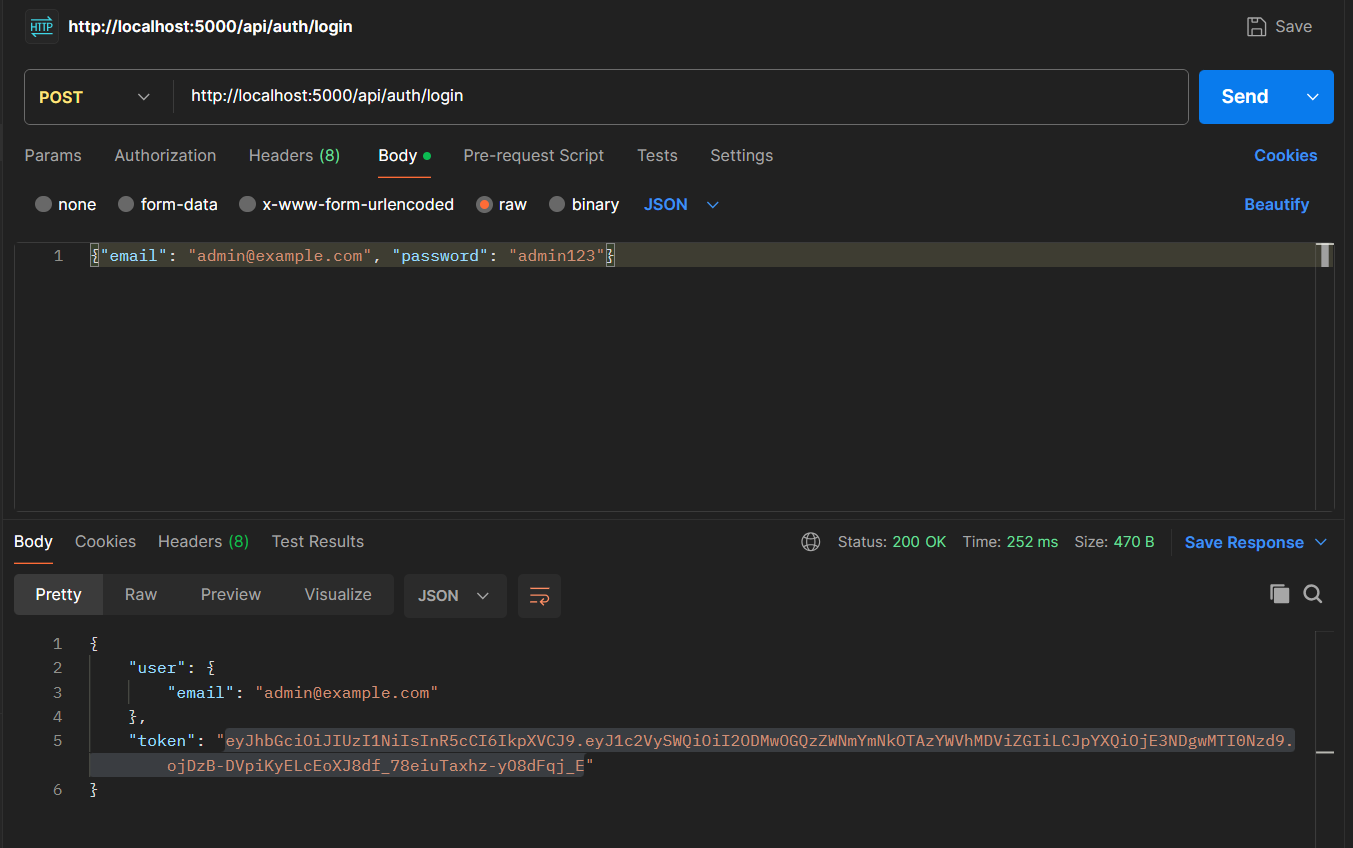 HTTP http://localhost:5000/api/auth/login Save
POST http://localhost:5000/api/auth/login Send
Params Authorization Headers (8) Body Pre-request Script Tests Settings Cookies
none form-data x-www-form-urlencoded raw binary JSON Beautify
1 {"email": "admin@example.com", "password": "admin123"}
Body Cookies Headers (8) Test Results Status: 200 OK Time: 252 ms Size: 470 B Save Response
Pretty Raw Preview Visualize JSON
1 {
2 "user": {
3 "email": "admin@example.com"
4 },
5 "token": "eyJhbGciOiJIUzI1NiIsInR5cCI6IkpXVCJ9.eyJ1c2VySWQiOiI2ODMwOGQzZWNmYmNkOTAzYWVhMDViZGIiLCJpYXQiOjE3NDgwMTI0Nzd9.
ojDzB-DVpiKyELcEoXJ8df_78eiuTaxhz-yO8dFqj_E"
6 }